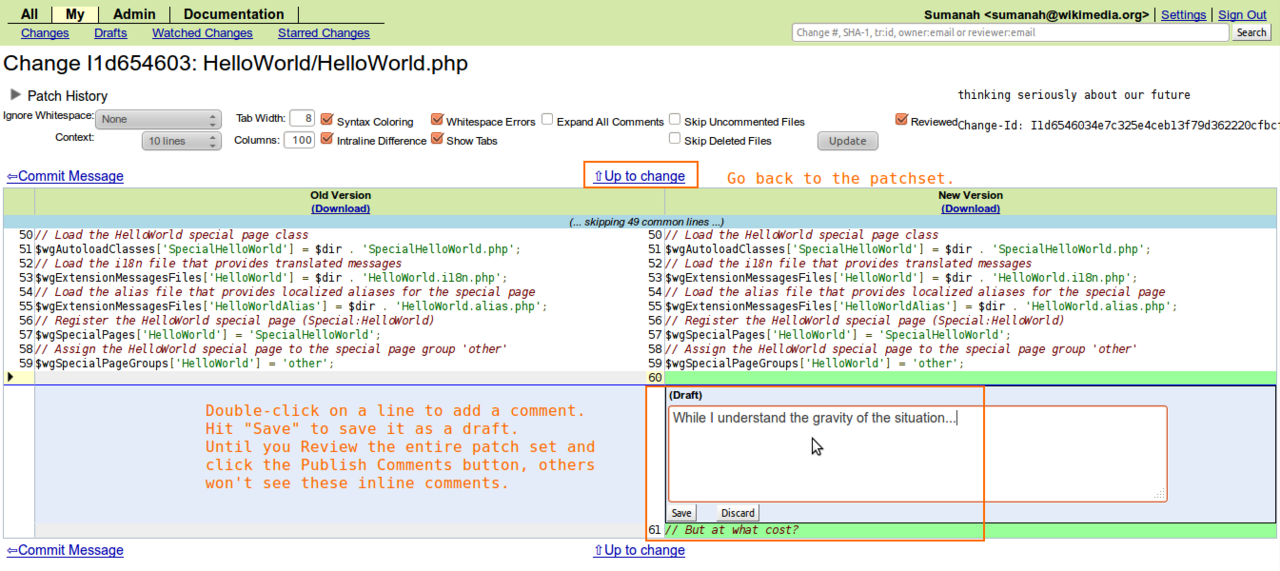 All My Admin Documentation
Sumanah <sumanah@wikimedia.org> | Settings | Sign Out
Changes Drafts Watched Changes Starred Changes
Change #, SHA-1, tr:id, owner:email or reviewer:email Search
Change I1d654603: HelloWorld/HelloWorld.php
Patch History
thinking seriously about our future
Ignore Whitespace: None Tab Width: 8 Syntax Coloring Whitespace Errors Expand All Comments Skip Uncommented Files Reviewed
Change-Id: I1d6546034e7c325e4ceb13f79d362220cfbc
Context: 10 lines Columns: 100 Intraline Difference Show Tabs Skip Deleted Files Update
⇦Commit Message ⇧Up to change Go back to the patchset.
Old Version New Version
(Download) (Download)
(... skipping 49 common lines ...)
50 // Load the HelloWorld special page class 50 // Load the HelloWorld special page class
51 $wgAutoloadClasses['SpecialHelloWorld'] = $dir . 'SpecialHelloWorld.php'; 51 $wgAutoloadClasses['SpecialHelloWorld'] = $dir . 'SpecialHelloWorld.php';
52 // Load the i18n file that provides translated messages 52 // Load the i18n file that provides translated messages
53 $wgExtensionMessagesFiles['HelloWorld'] = $dir . 'HelloWorld.i18n.php'; 53 $wgExtensionMessagesFiles['HelloWorld'] = $dir . 'HelloWorld.i18n.php';
54 // Load the alias file that provides localized aliases for the special page 54 // Load the alias file that provides localized aliases for the special page
55 $wgExtensionMessagesFiles['HelloWorldAlias'] = $dir . 'HelloWorld.alias.php'; 55 $wgExtensionMessagesFiles['HelloWorldAlias'] = $dir . 'HelloWorld.alias.php';
56 // Register the HelloWorld special page (Special:HelloWorld) 56 // Register the HelloWorld special page (Special:HelloWorld)
57 $wgSpecialPages['HelloWorld'] = 'SpecialHelloWorld'; 57 $wgSpecialPages['HelloWorld'] = 'SpecialHelloWorld';
58 // Assign the HelloWorld special page to the special page group 'other' 58 // Assign the HelloWorld special page to the special page group 'other'
59 $wgSpecialPageGroups['HelloWorld'] = 'other'; 59 $wgSpecialPageGroups['HelloWorld'] = 'other';
60
Double-click on a line to add a comment.
Hit "Save" to save it as a draft.
Until you Review the entire patch set and
click the Publish Comments button, others
won't see these inline comments.
(Draft)
While I understand the gravity of the situation...
Save Discard
61 // But at what cost?
⇦Commit Message ⇧Up to change